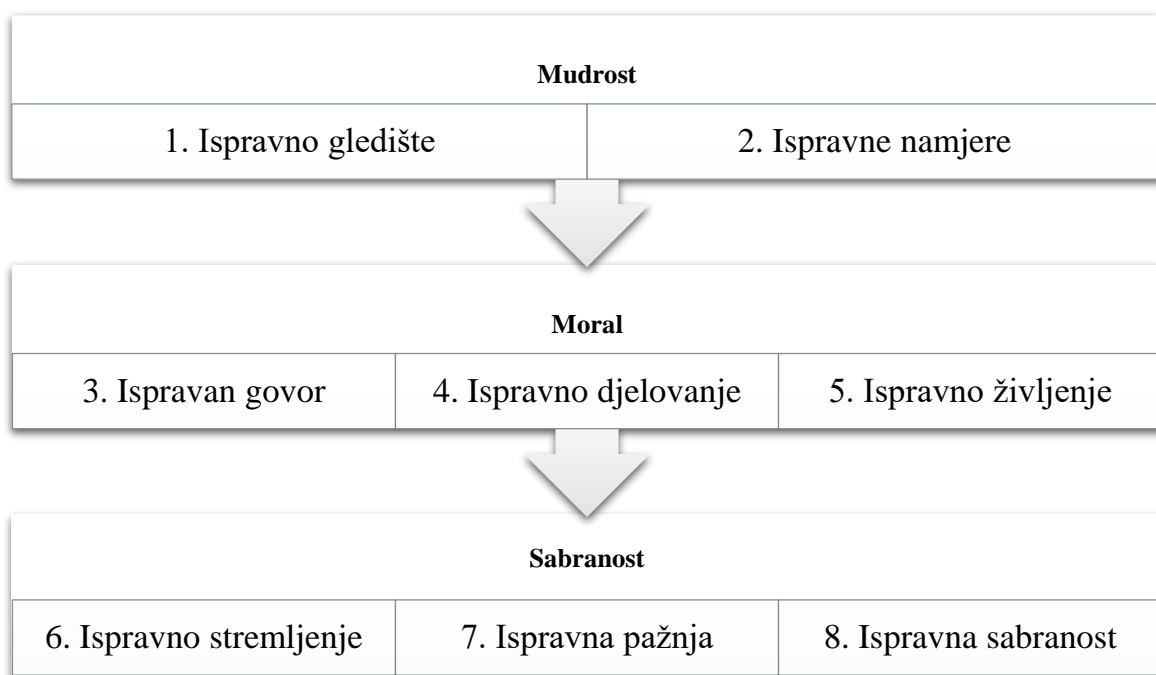 Mudrost
1. Ispravno gledište
2. Ispravne namjere
Moral
3. Ispravan govor
4. Ispravno djelovanje
5. Ispravno življenje
Sabranost
6. Ispravno stremljenje
7. Ispravna pažnja
8. Ispravna sabranost